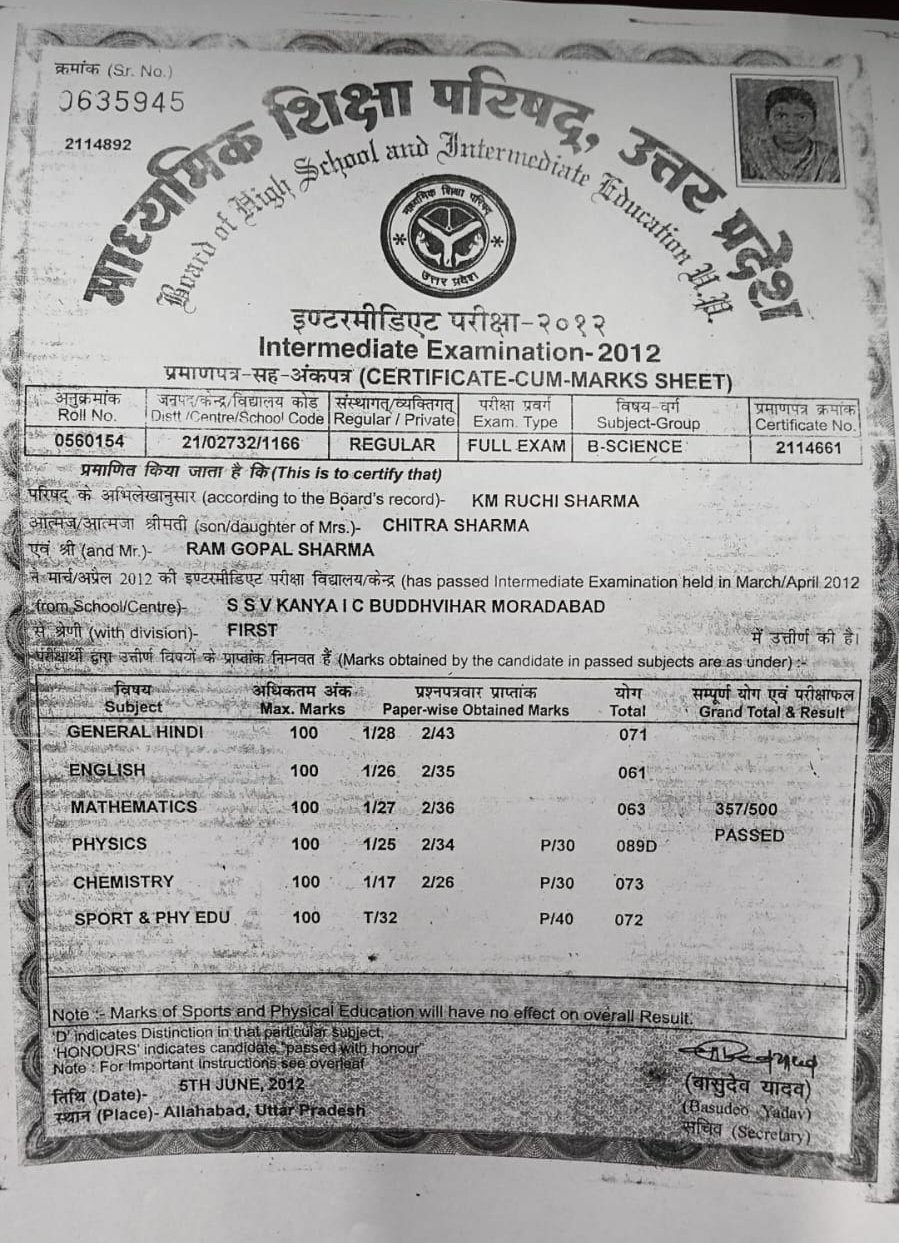 क्रमांक (Sr. No.)
0635945
2114892
माध्यमिक शिक्षा परिषद्, उत्तर प्रदेश
Board of High School and Intermediate Education U.P.
माध्यमिक शिक्षा परिषद्
उत्तर प्रदेश
इण्टरमीडिएट परीक्षा-२०१२
Intermediate Examination-2012
प्रमाणपत्र-सह-अंकपत्र (CERTIFICATE-CUM-MARKS SHEET)
अनुक्रमांक जनपद/केन्द्र/विद्यालय कोड संस्थागत/व्यक्तिगत परीक्षा प्रवर्ग विषय-वर्ग प्रमाणपत्र क्रमांक
Roll No. Distt /Centre/School Code Regular / Private Exam. Type Subject-Group Certificate No.
0560154 21/02732/1166 REGULAR FULL EXAM B-SCIENCE 2114661
प्रमाणित किया जाता है कि (This is to certify that)
परिषद् के अभिलेखानुसार (according to the Board's record)- KM RUCHI SHARMA
आत्मज/आत्मजा श्रीमती (son/daughter of Mrs.)- CHITRA SHARMA
एवं श्री (and Mr.)- RAM GOPAL SHARMA
ने मार्च/अप्रैल 2012 की इण्टरमीडिएट परीक्षा विद्यालय/केन्द्र (has passed Intermediate Examination held in March/April 2012
from School/Centre)- S S V KANYA I C BUDDHVIHAR MORADABAD
से श्रेणी (with division)- FIRST में उत्तीर्ण की है।
परीक्षार्थी द्वारा उत्तीर्ण विषयों के प्राप्तांक निम्नवत हैं (Marks obtained by the candidate in passed subjects are as under) :-
विषय अधिकतम अंक प्रश्नपत्रवार प्राप्तांक योग सम्पूर्ण योग एवं परीक्षाफल
Subject Max. Marks Paper-wise Obtained Marks Total Grand Total & Result
GENERAL HINDI 100 1/28 2/43 071
ENGLISH 100 1/26 2/35 061
MATHEMATICS 100 1/27 2/36 063 357/500
PASSED
PHYSICS 100 1/25 2/34 P/30 089D
CHEMISTRY 100 1/17 2/26 P/30 073
SPORT & PHY EDU 100 T/32 P/40 072
Note :- Marks of Sports and Physical Education will have no effect on overall Result.
'D' indicates Distinction in that particular subject.
'HONOURS' indicates candidate "passed with honour"
Note : For Important Instructions see overleaf
तिथि (Date)- 5TH JUNE, 2012
स्थान (Place)- Allahabad, Uttar Pradesh
(वासुदेव यादव)
(Basudeo Yadav)
सचिव (Secretary)